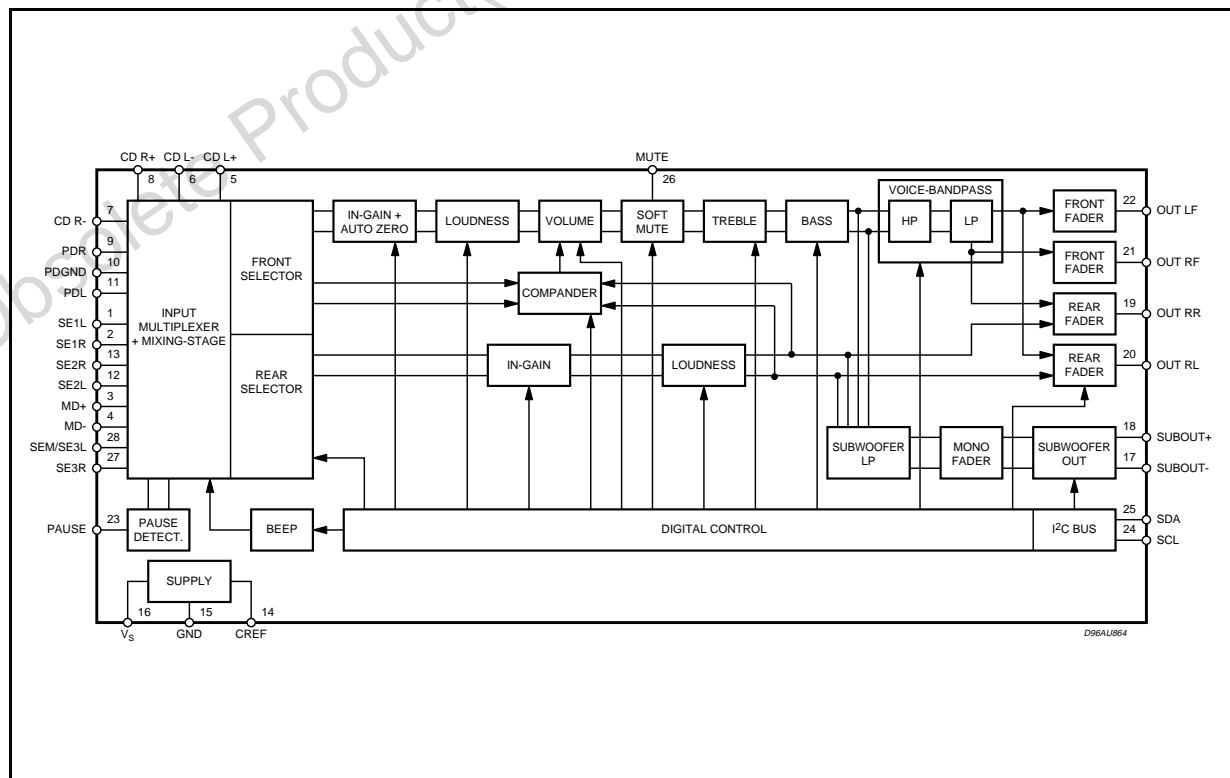 Obsolete Product(
CD R+
CD L-
CD L+
8
6
5
MUTE
26
CD R-
7
PDR
9
PDGND
10
PDL
11
SE1L
1
SE1R
2
SE2R
13
SE2L
12
MD+
3
MD-
4
SEM/SE3L
28
SE3R
27
PAUSE
23
INPUT
MULTIPLEXER
+ MIXING-STAGE
FRONT
SELECTOR
REAR
SELECTOR
IN-GAIN +
AUTO ZERO
LOUDNESS
VOLUME
SOFT
MUTE
TREBLE
BASS
VOICE-BANDPASS
HP
LP
FRONT
FADER
22
OUT LF
FRONT
FADER
21
OUT RF
COMPANDER
REAR
FADER
19
OUT RR
IN-GAIN
LOUDNESS
REAR
FADER
20
OUT RL
SUBWOOFER
LP
MONO
FADER
SUBWOOFER
OUT
18
SUBOUT+
17
SUBOUT-
PAUSE
DETECT.
BEEP
DIGITAL CONTROL
I²C BUS
25
SDA
24
SCL
SUPPLY
16
15
14
VS
GND
CREF
D96AU864